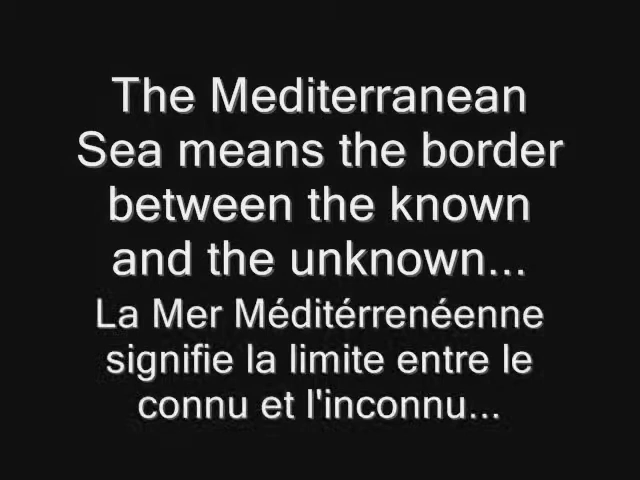 The Mediterranean
Sea means the border
between the known
and the unknown...
La Mer Méditérrenéenne
signifie la limite entre le
connu et l'inconnu...